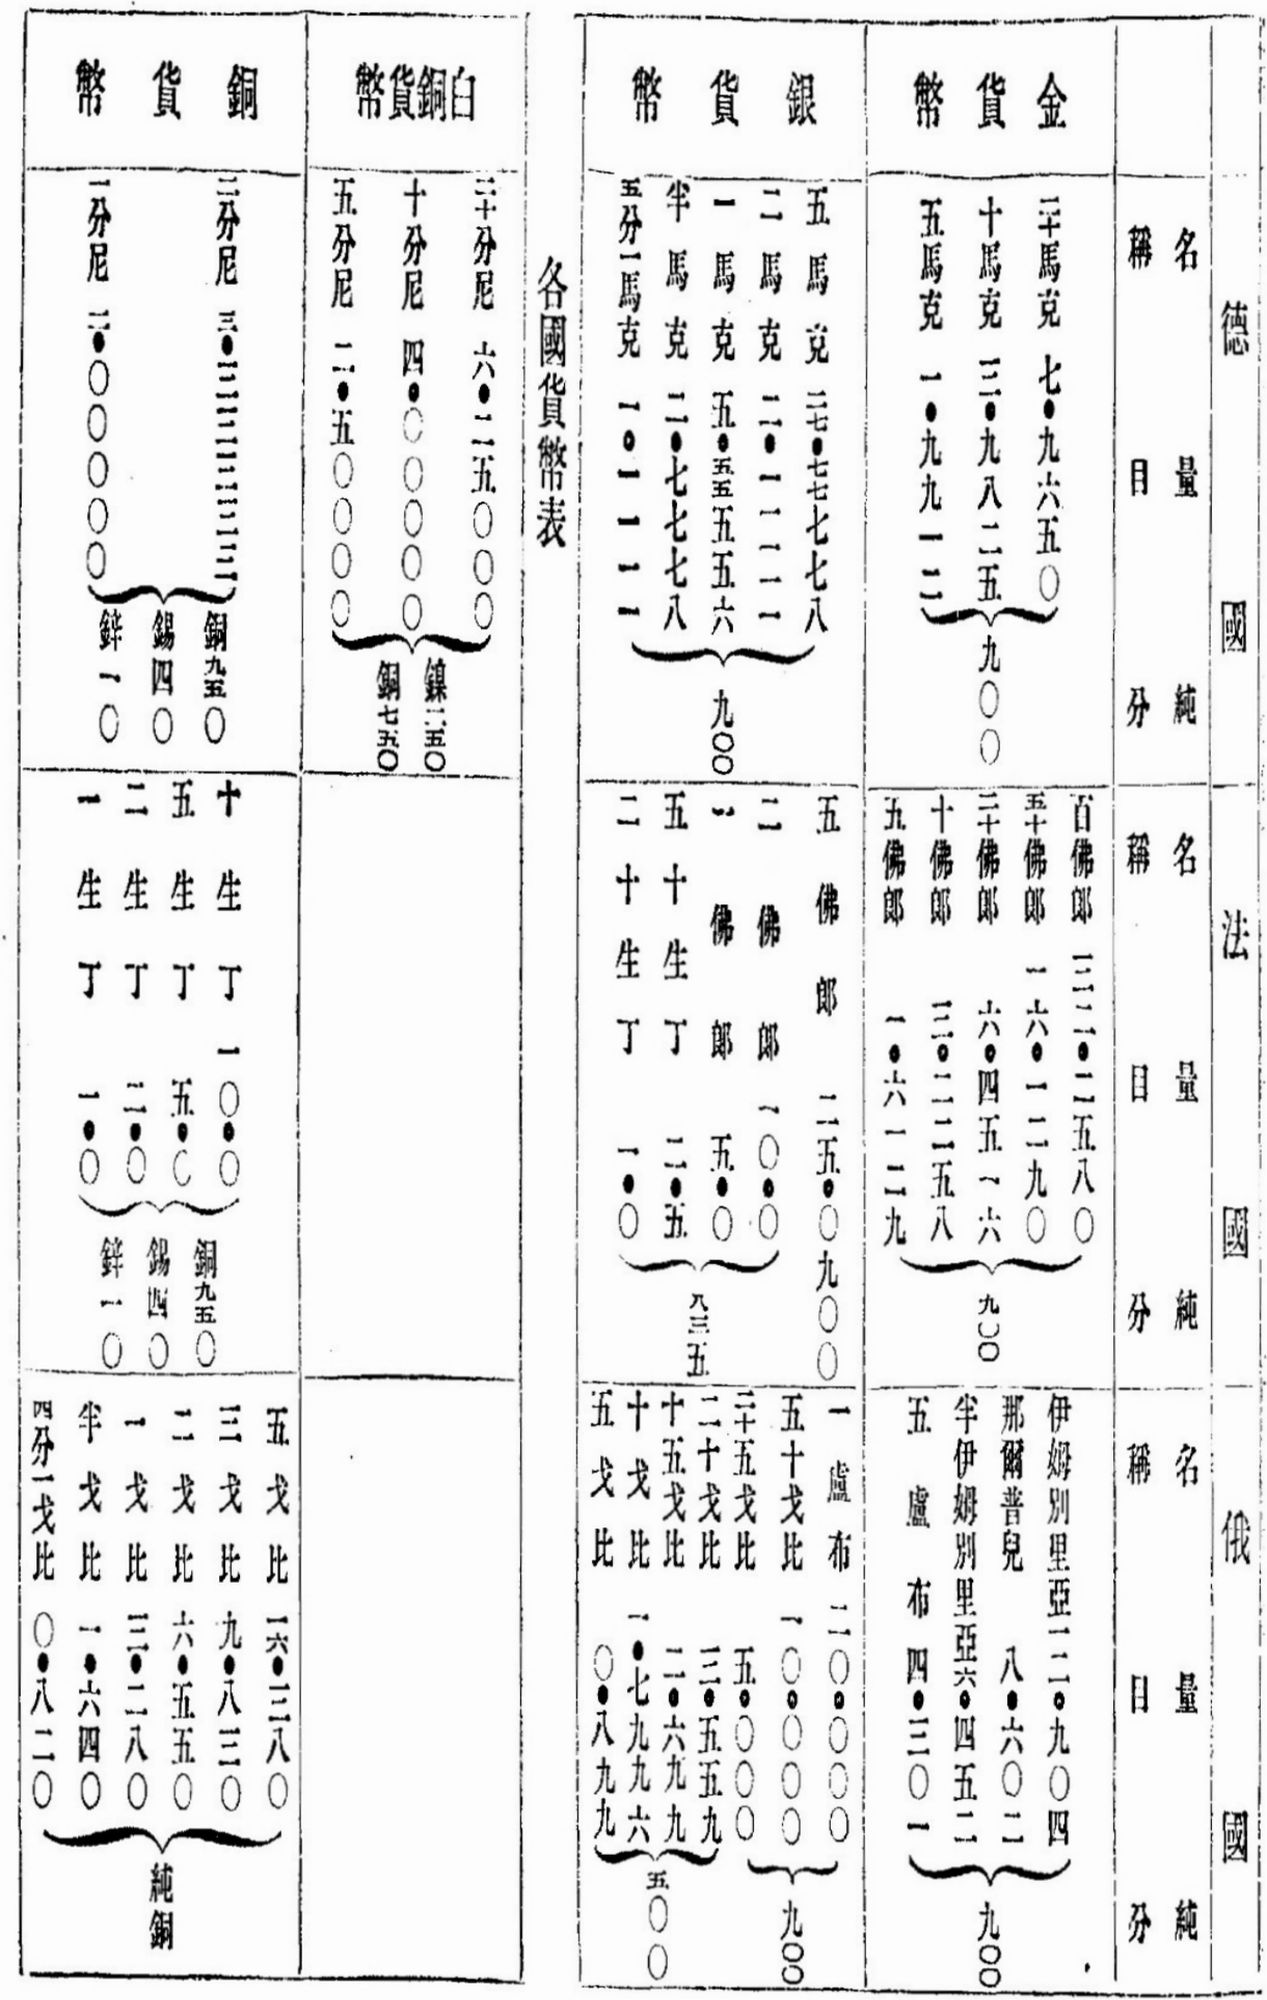 德國
法國
俄國
名稱
量目
純分
名稱
量目
純分
名稱
量目
純分
金貨幣
二十馬克 七●九六五〇
十馬克 三●九八二五
五馬克 一●九九一二
九〇〇
百佛郎 三二●二五八〇
五十佛郎 一六●一二九〇
二十佛郎 六●四五一六
十佛郎 三●二二五八
五佛郎 一●六一二九
九〇〇
伊姆別里亞 一二●九〇四
那爾普兒 八●六〇二
半伊姆別里亞 六●四五二
五盧布 四●三〇一
九〇〇
銀貨幣
五馬克 二七●七七七七八
二馬克 一一●一一一一
一馬克 五●五五五五六
半馬克 二●七七七八
五分一馬克 一●一一一一
九〇〇
五佛郎 二五●〇 九〇〇
二佛郎 一〇●〇
一佛郎 五●〇
五十生丁 二●五
二十生丁 一●〇
八三五
一盧布 二〇●〇〇〇
五十戈比 一〇●〇〇〇
二十五戈比 五●〇〇〇
九〇〇
二十戈比 三●五五九
十五戈比 二●六九九
十戈比 一●七九九六
五戈比 〇●八九九
五〇〇
各國貨幣表
白銅貨幣
二十分尼 六●二五〇〇〇
十分尼 四●〇〇〇〇〇
五分尼 二●五〇〇〇〇
鎳二五〇
銅七五〇
銅貨幣
二分尼 三●三三三三三
一分尼 二●〇〇〇〇〇
銅九五〇
錫四〇
鋅一〇
十生丁 一〇●〇
五生丁 五●〇
二生丁 二●〇
一生丁 一●〇
銅九五〇
錫四〇
鋅一〇
五戈比 一六●三八〇
三戈比 九●八三〇
二戈比 六●五五〇
一戈比 三●二八〇
半戈比 一●六四〇
四分一戈比 〇●八二〇
純銅